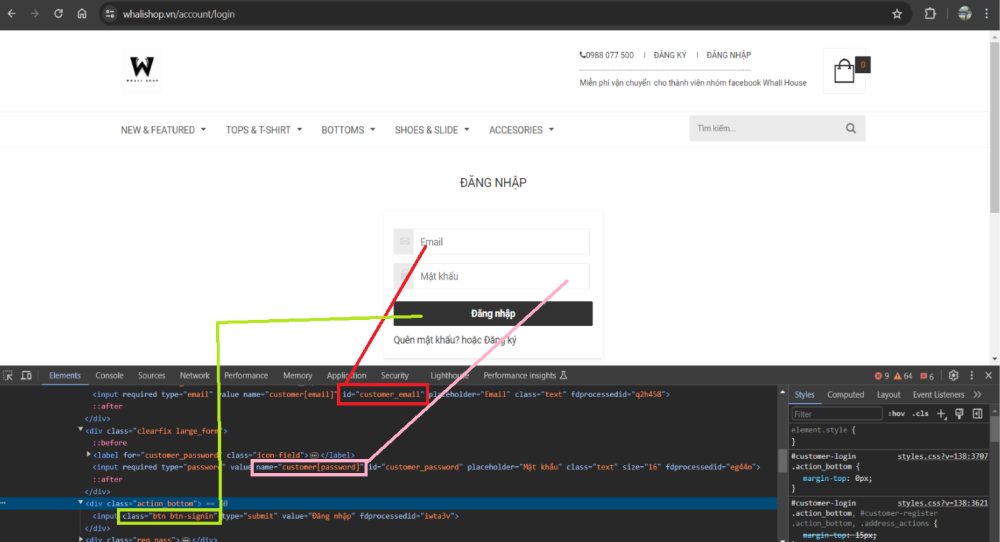 whalishop.vn/account/login
W
WHALI SHOP
0988 077 500 | ĐĂNG KÝ | ĐĂNG NHẬP
Miễn phí vận chuyển cho thành viên nhóm facebook Whali House
0
NEW & FEATURED TOPS & T-SHIRT BOTTOMS SHOES & SLIDE ACCESORIES
Tìm kiếm...
ĐĂNG NHẬP
Email
Mật khẩu
Đăng nhập
Quên mật khẩu? hoặc Đăng ký
Elements Console Sources Network Performance Memory Application Security Lighthouse Performance insights 9 64 6
<input required type="email" value name="customer[email]" id="customer_email" placeholder="Email" class="text" fdprocessedid="q2h458">
::after
</div>
<div class="clearfix large_form">
::before
<label for="customer_password" class="icon-field"> ⋯ </label>
<input required type="password" value name="customer[password]" id="customer_password" placeholder="Mật khẩu" class="text" size="16" fdprocessedid="eg44n">
::after
</div>
<div class="action_bottom"> == $0
<input class="btn btn-signin" type="submit" value="Đăng nhập" fdprocessedid="iwta3v">
</div>
<div class="req_pass"> ⋯ </div>
Styles Computed Layout Event Listeners
Filter :hov .cls
element.style {
}
#customer-login styles.css?v=138:3707
.action_bottom {
margin-top: 0px;
}
#customer-login styles.css?v=138:3621
.action_bottom, #customer-register
.action_bottom, .address_actions {
margin-top: 15px;